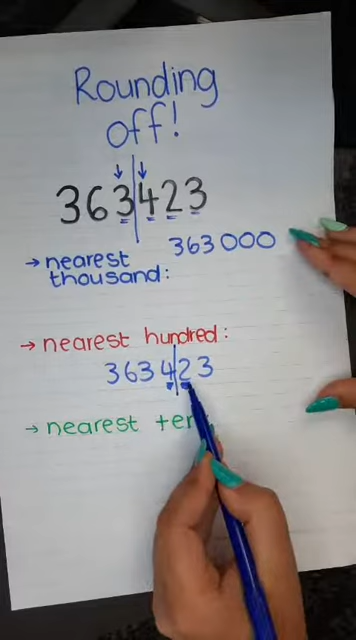 Rounding
off!
363423
→ nearest 363000
thousand:
→ nearest hundred:
363423
→ nearest